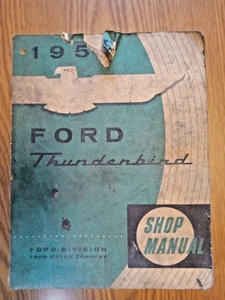 195
FORD
Thunderbird
SHOP
MANUAL
FORD DIVISION
FORD MOTOR COMPANY